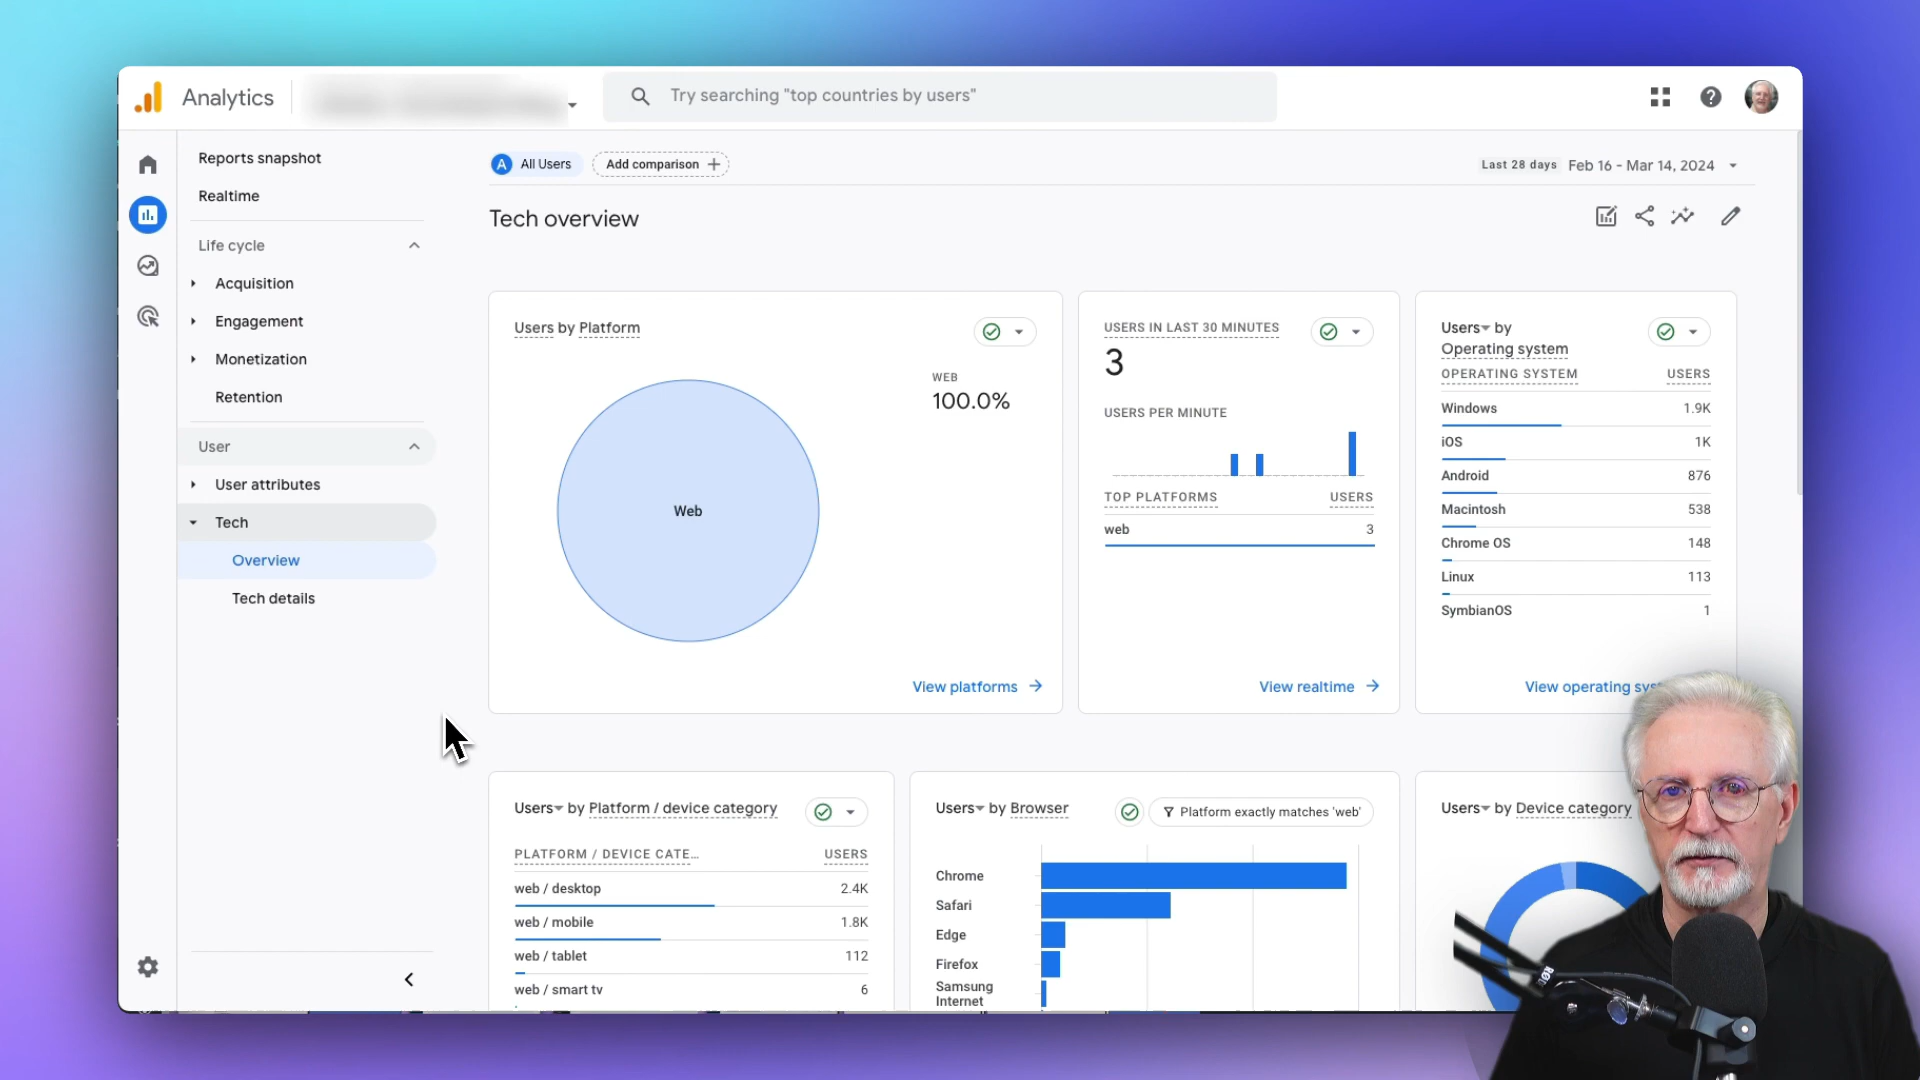 Analytics
Try searching "top countries by users"
Reports snapshot
Realtime
Life cycle
Acquisition
Engagement
Monetization
Retention
User
User attributes
Tech
Overview
Tech details
A All Users
Add comparison +
Last 28 days Feb 16 - Mar 14, 2024
Tech overview
Users by Platform
WEB
100.0%
Web
View platforms
USERS IN LAST 30 MINUTES
3
USERS PER MINUTE
TOP PLATFORMS USERS
web 3
View realtime
Users by
Operating system
OPERATING SYSTEM USERS
Windows 1.9K
iOS 1K
Android 876
Macintosh 538
Chrome OS 148
Linux 113
SymbianOS 1
View operating sys
Users by Platform / device category
PLATFORM / DEVICE CATE… USERS
web / desktop 2.4K
web / mobile 1.8K
web / tablet 112
web / smart tv 6
Users by Browser
Platform exactly matches 'web'
Chrome
Safari
Edge
Firefox
Samsung
Internet
Users by Device category